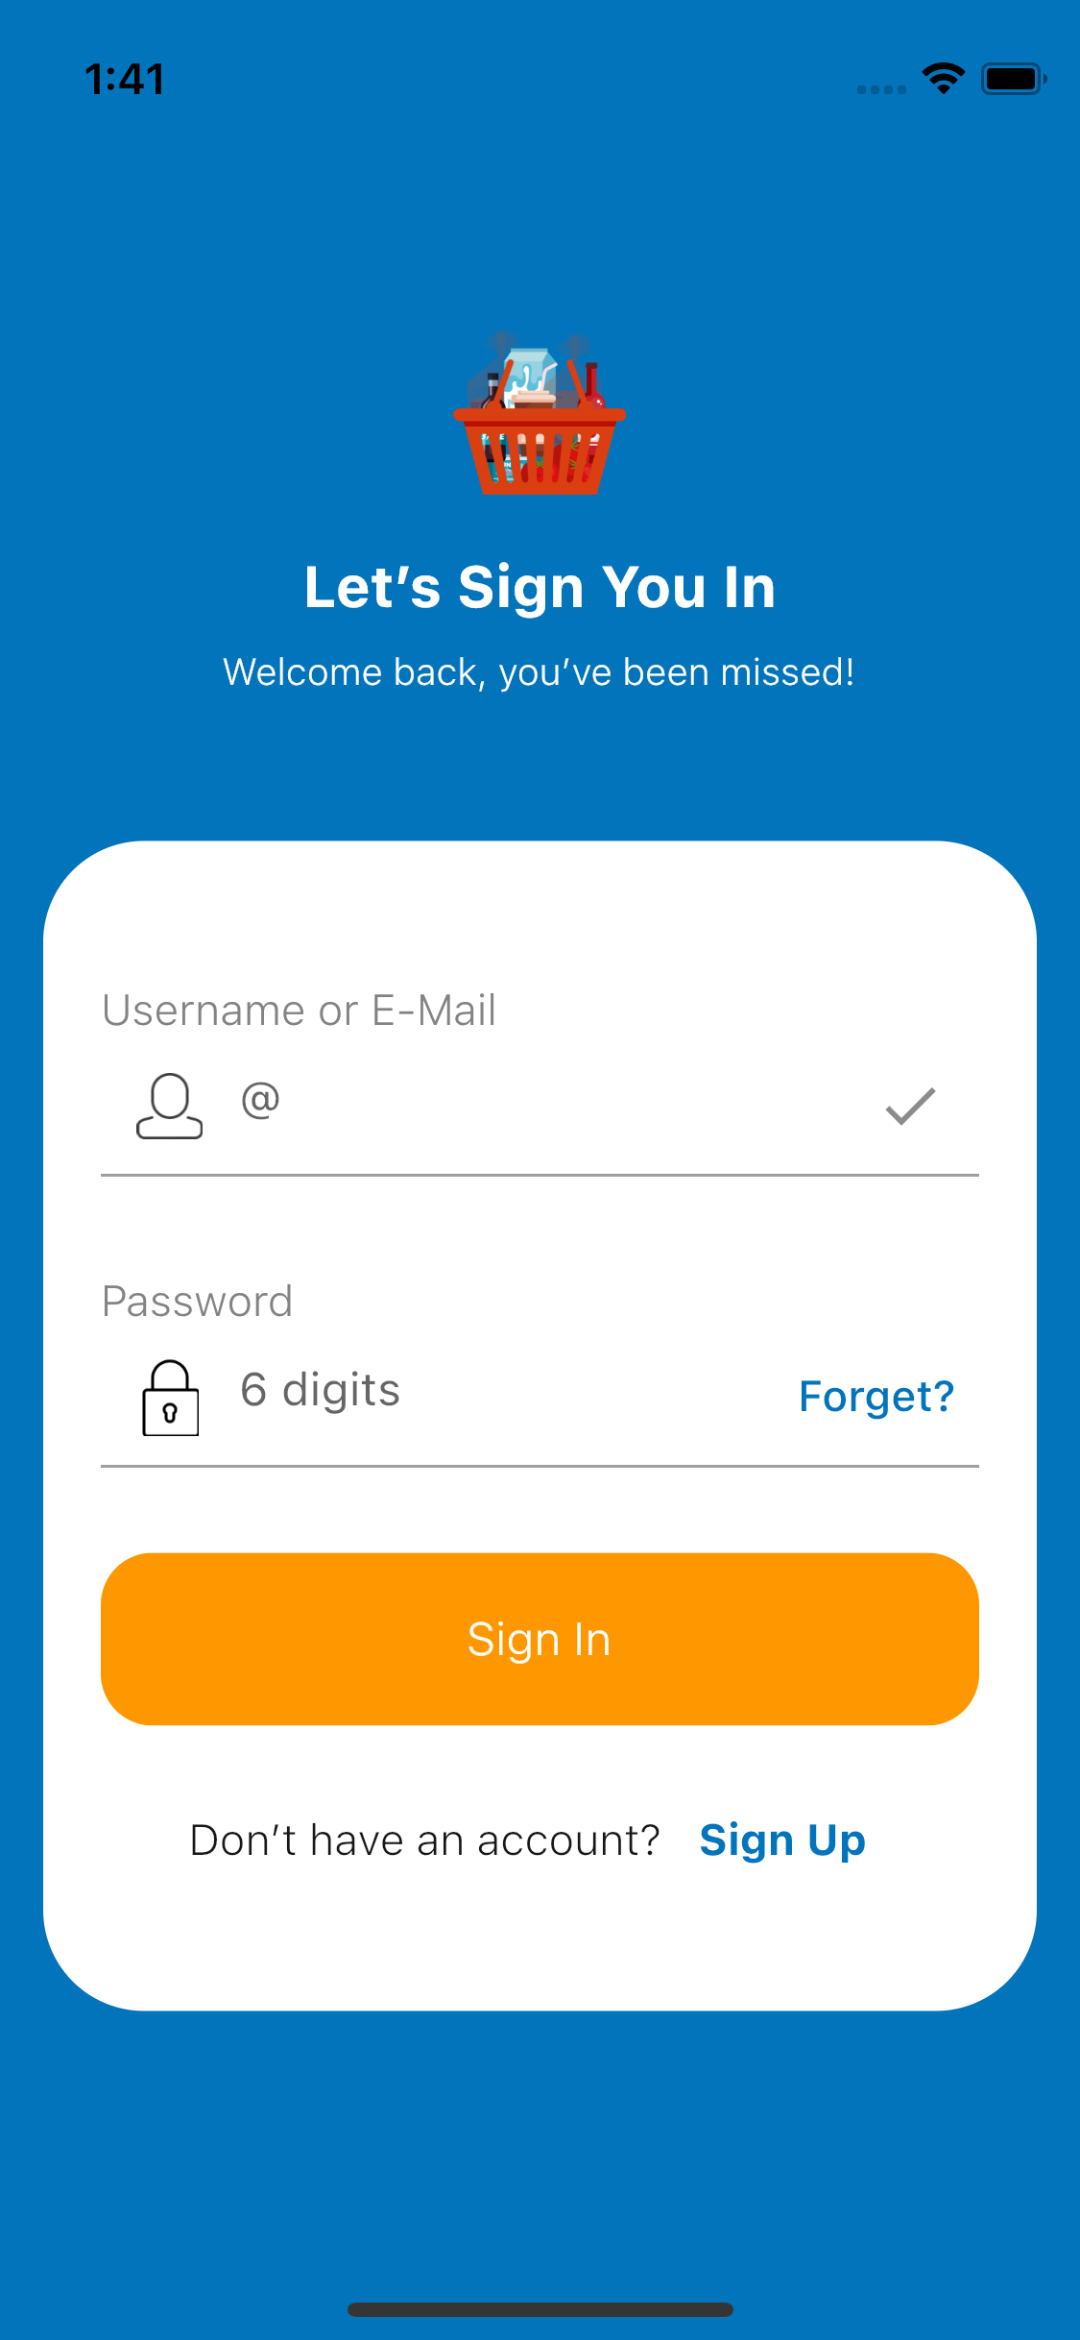 1:41
Let’s Sign You In
Welcome back, you’ve been missed!
Username or E-Mail
@
Password
6 digits
Forget?
Sign In
Don’t have an account? Sign Up